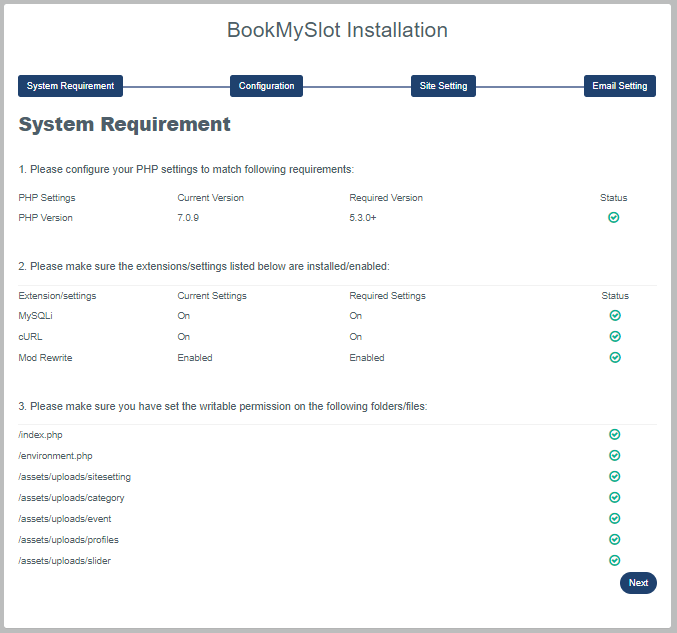 BookMySlot Installation
System Requirement Configuration Site Setting Email Setting
System Requirement
1. Please configure your PHP settings to match following requirements:
PHP Settings Current Version Required Version Status
PHP Version 7.0.9 5.3.0+
2. Please make sure the extensions/settings listed below are installed/enabled:
Extension/settings Current Settings Required Settings Status
MySQLi On On
cURL On On
Mod Rewrite Enabled Enabled
3. Please make sure you have set the writable permission on the following folders/files:
/index.php
/environment.php
/assets/uploads/sitesetting
/assets/uploads/category
/assets/uploads/event
/assets/uploads/profiles
/assets/uploads/slider
Next